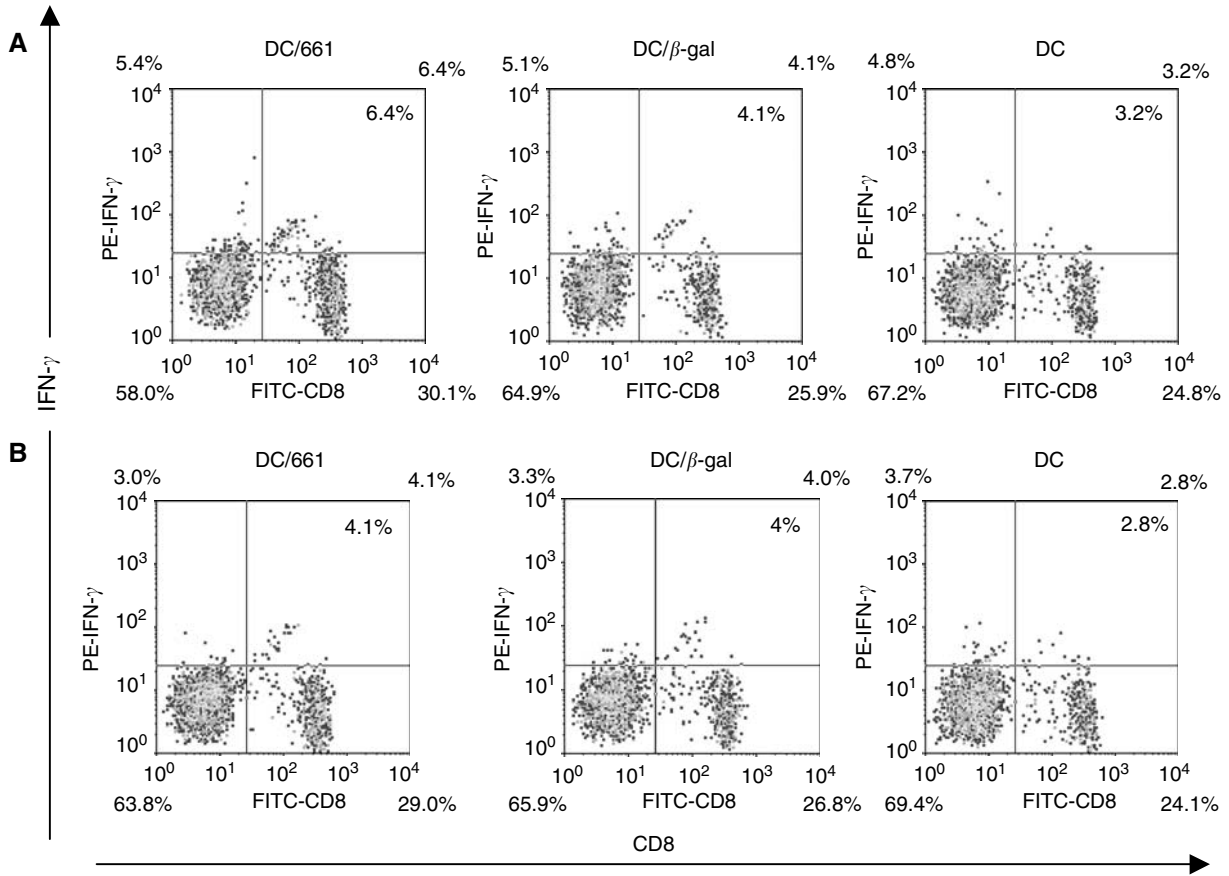 A
DC/661
DC/β-gal
DC
5.4%
6.4%
5.1%
4.1%
4.8%
3.2%
6.4%
4.1%
3.2%
10⁴
10³
10²
10¹
10⁰
PE-IFN-γ
10⁰ 10¹ 10² 10³ 10⁴
FITC-CD8
58.0%
30.1%
10⁴
10³
10²
10¹
10⁰
PE-IFN-γ
10⁰ 10¹ 10² 10³ 10⁴
FITC-CD8
64.9%
25.9%
10⁴
10³
10²
10¹
10⁰
PE-IFN-γ
10⁰ 10¹ 10² 10³ 10⁴
FITC-CD8
67.2%
24.8%
IFN-γ
B
DC/661
DC/β-gal
DC
3.0%
4.1%
3.3%
4.0%
3.7%
2.8%
4.1%
4%
2.8%
10⁴
10³
10²
10¹
10⁰
PE-IFN-γ
10⁰ 10¹ 10² 10³ 10⁴
FITC-CD8
63.8%
29.0%
10⁴
10³
10²
10¹
10⁰
PE-IFN-γ
10⁰ 10¹ 10² 10³ 10⁴
FITC-CD8
65.9%
26.8%
10⁴
10³
10²
10¹
10⁰
PE-IFN-γ
10⁰ 10¹ 10² 10³ 10⁴
FITC-CD8
69.4%
24.1%
CD8